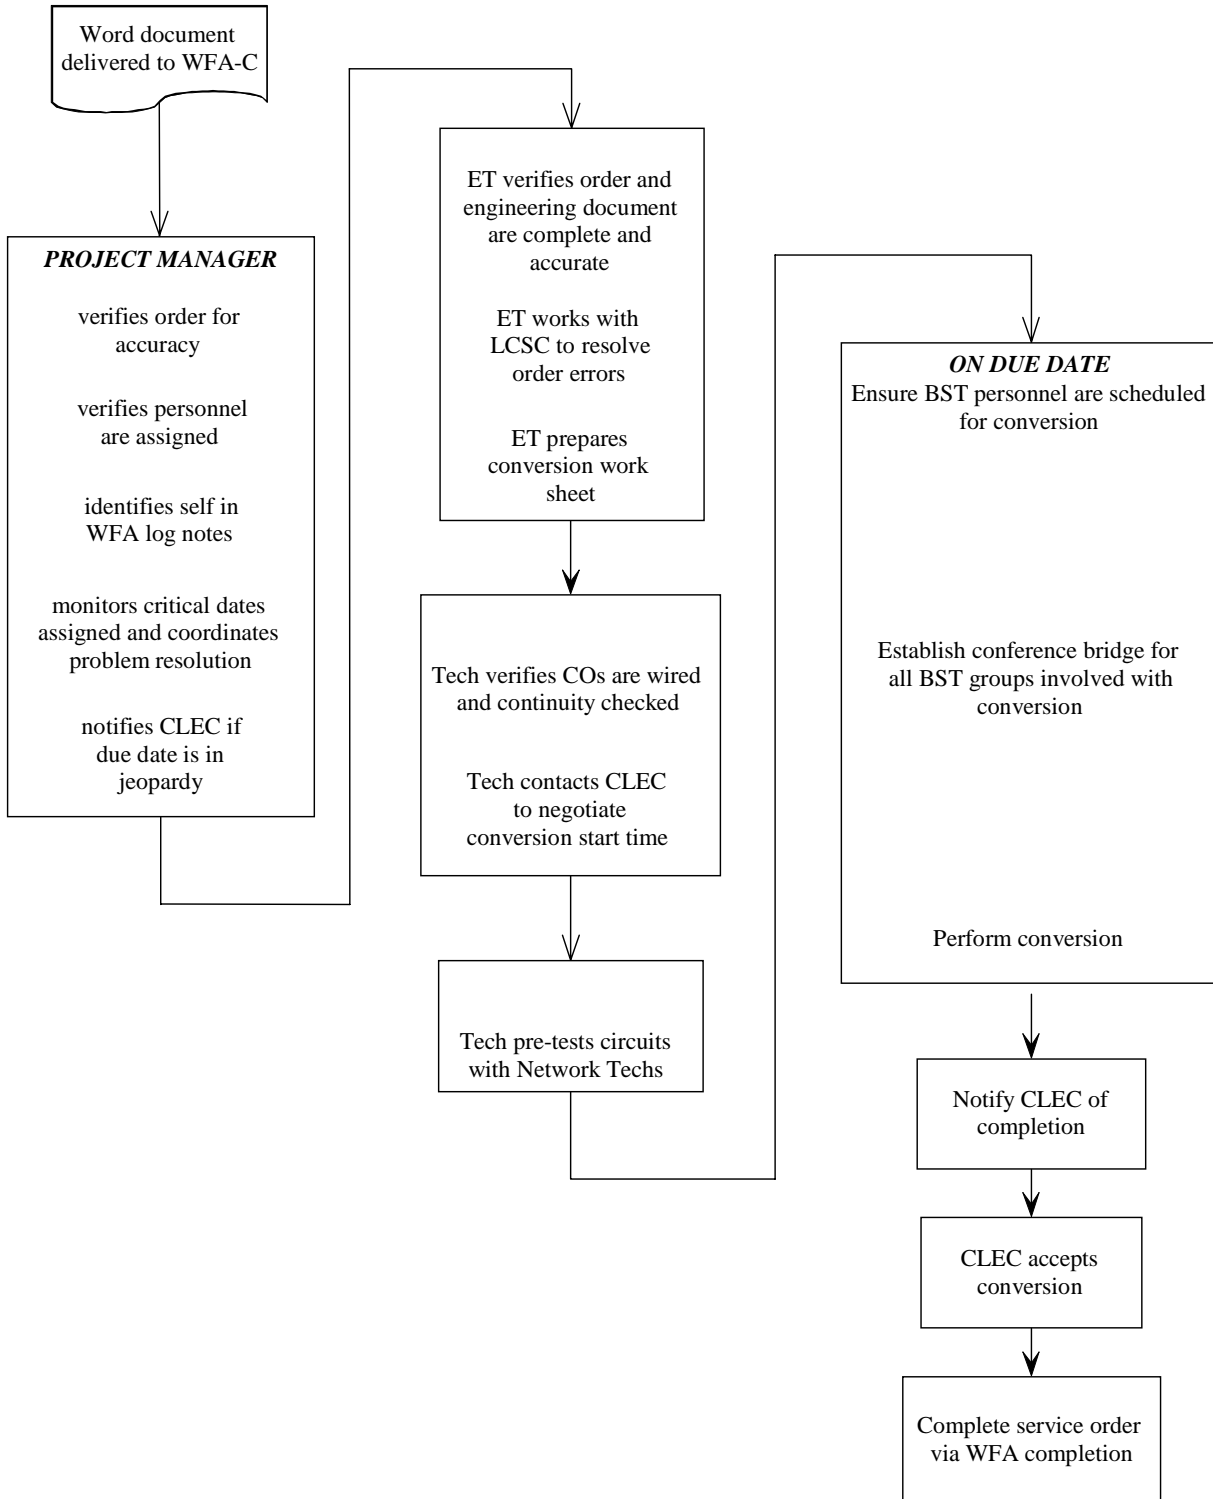 Word document
delivered to WFA-C
PROJECT MANAGER
verifies order for
accuracy
verifies personnel
are assigned
identifies self in
WFA log notes
monitors critical dates
assigned and coordinates
problem resolution
notifies CLEC if
due date is in
jeopardy
ET verifies order and
engineering document
are complete and
accurate
ET works with
LCSC to resolve
order errors
ET prepares
conversion work
sheet
Tech verifies COs are wired
and continuity checked
Tech contacts CLEC
to negotiate
conversion start time
Tech pre-tests circuits
with Network Techs
ON DUE DATE
Ensure BST personnel are scheduled
for conversion
Establish conference bridge for
all BST groups involved with
conversion
Perform conversion
Notify CLEC of
completion
CLEC accepts
conversion
Complete service order
via WFA completion